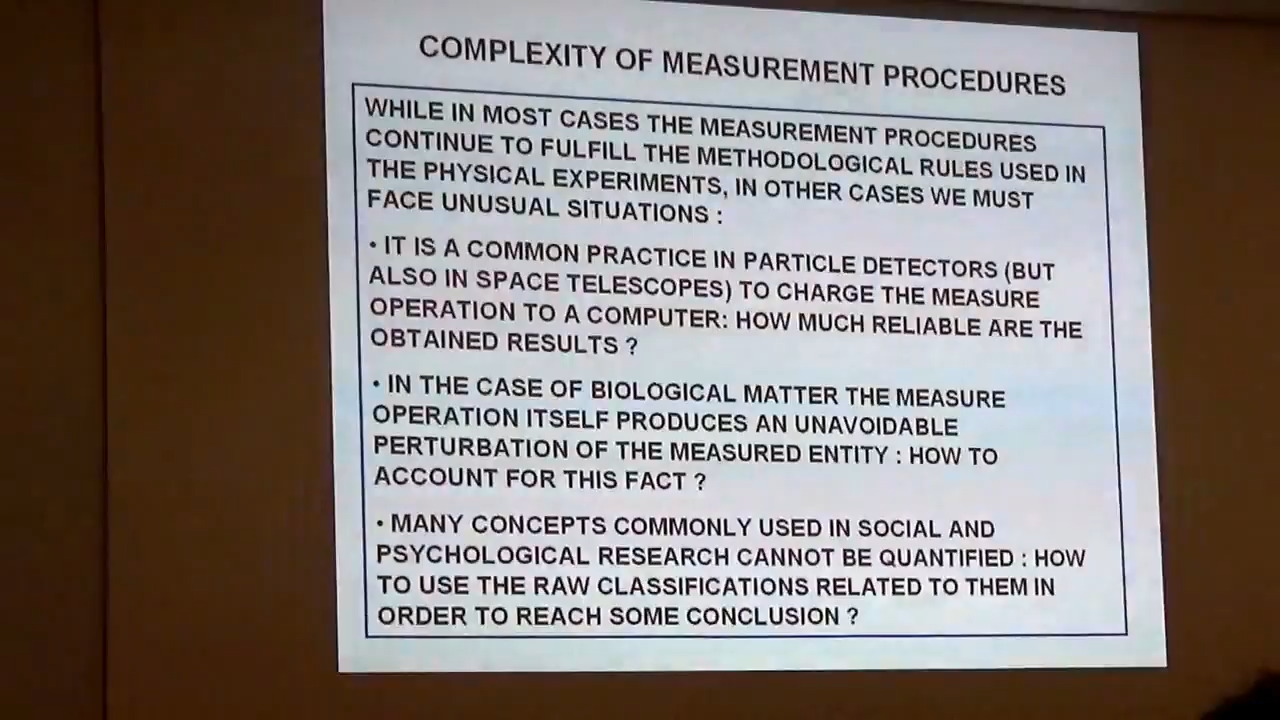 COMPLEXITY OF MEASUREMENT PROCEDURES
WHILE IN MOST CASES THE MEASUREMENT PROCEDURES
CONTINUE TO FULFILL THE METHODOLOGICAL RULES USED IN
THE PHYSICAL EXPERIMENTS, IN OTHER CASES WE MUST
FACE UNUSUAL SITUATIONS :
• IT IS A COMMON PRACTICE IN PARTICLE DETECTORS (BUT
ALSO IN SPACE TELESCOPES) TO CHARGE THE MEASURE
OPERATION TO A COMPUTER: HOW MUCH RELIABLE ARE THE
OBTAINED RESULTS ?
• IN THE CASE OF BIOLOGICAL MATTER THE MEASURE
OPERATION ITSELF PRODUCES AN UNAVOIDABLE
PERTURBATION OF THE MEASURED ENTITY : HOW TO
ACCOUNT FOR THIS FACT ?
• MANY CONCEPTS COMMONLY USED IN SOCIAL AND
PSYCHOLOGICAL RESEARCH CANNOT BE QUANTIFIED : HOW
TO USE THE RAW CLASSIFICATIONS RELATED TO THEM IN
ORDER TO REACH SOME CONCLUSION ?